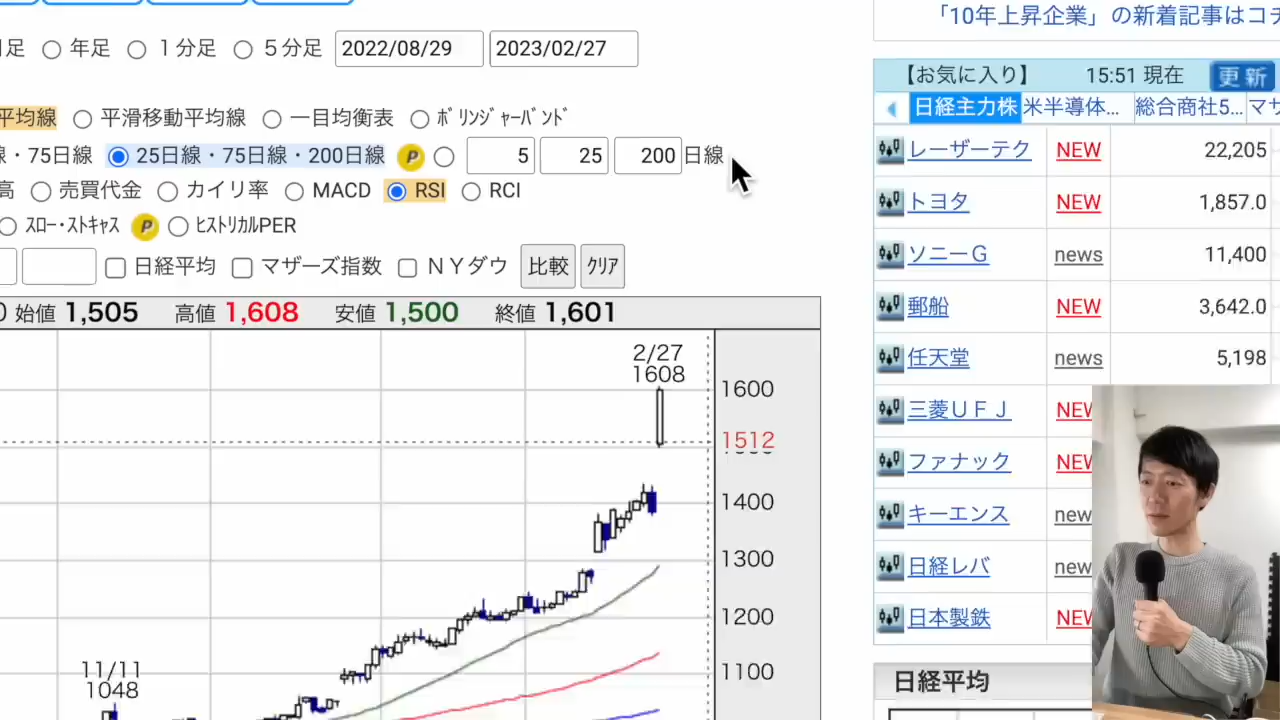 「10年上昇企業」の新着記事はコチ
足 年足 1分足 5分足 2022/08/29 2023/02/27
平均線 平滑移動平均線 一目均衡表 ﾎﾞﾘﾝｼﾞｬｰﾊﾞﾝﾄﾞ
線・75日線 25日線・75日線・200日線 P 5 25 200 日線
高 売買代金 カイリ率 MACD RSI RCI
ｽﾛｰ・ｽﾄｷｬｽ P ﾋｽﾄﾘｶﾙPER
日経平均 マザーズ指数 ＮＹダウ 比較 ｸﾘｱ
始値 1,505 高値 1,608 安値 1,500 終値 1,601
2/27
1608
1600
1512
1400
1300
1200
1100
11/11
1048
【お気に入り】 15:51 現在 更新
日経主力株 米半導体... 総合商社5... マザ
レーザーテク NEW 22,205
トヨタ NEW 1,857.0
ソニーＧ news 11,400
郵船 NEW 3,642.0
任天堂 news 5,198
三菱ＵＦＪ NEW
ファナック NEW
キーエンス new
日経レバ new
日本製鉄 NEW
日経平均